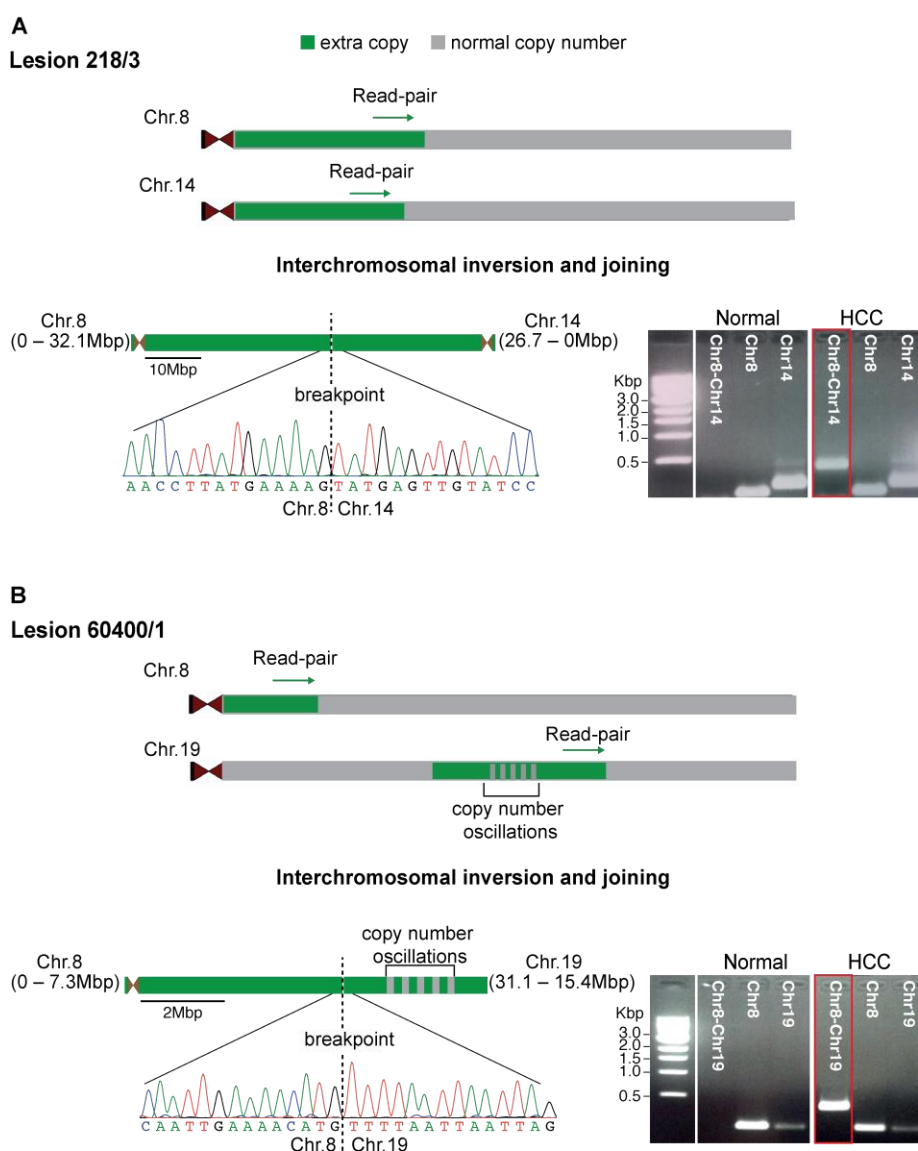 A
Lesion 218/3
extra copy normal copy number
Read-pair
Chr.8
Read-pair
Chr.14
Interchromosomal inversion and joining
Chr.8
(0 – 32.1Mbp)
Chr.14
(26.7 – 0Mbp)
10Mbp
breakpoint
AACCTTATGAAAAGTATGAGTTGTATCC
Chr.8 Chr.14
Normal HCC
Kbp
3.0
2.0
1.5
1.0
0.5
Chr8-Chr14
Chr8
Chr14
Chr8-Chr14
Chr8
Chr14
B
Lesion 60400/1
Chr.8
Read-pair
Chr.19
Read-pair
copy number
oscillations
Interchromosomal inversion and joining
copy number
oscillations
Chr.8
(0 – 7.3Mbp)
Chr.19
(31.1 – 15.4Mbp)
2Mbp
breakpoint
CAATTGAAAACATGTTTTAATTAATTAG
Chr.8 Chr.19
Normal HCC
Kbp
3.0
2.0
1.5
1.0
0.5
Chr8-Chr19
Chr8
Chr19
Chr8-Chr19
Chr8
Chr19